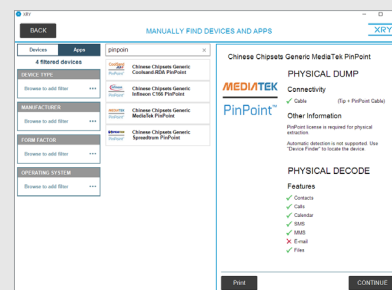 XRY
BACK
MANUALLY FIND DEVICES AND APPS
XRY
Devices
Apps
4 filtered devices
DEVICE TYPE
Browse to add filter
MANUFACTURER
Browse to add filter
FORM FACTOR
Browse to add filter
OPERATING SYSTEM
Browse to add filter
pinpoin
Chinese Chipsets Generic
Coolsand-RDA PinPoint
Chinese Chipsets Generic
Infineon C166 PinPoint
Chinese Chipsets Generic
MediaTek PinPoint
Chinese Chipsets Generic
Spreadtrum PinPoint
Chinese Chipsets Generic MediaTek PinPoint
MEDIATEK
PinPoint™
PHYSICAL DUMP
Connectivity
Cable (Tip = PinPoint Cable)
Other Information
PinPoint license is required for physical
extraction
Automatic detection is not supported. Use
"Device Finder" to locate the device.
PHYSICAL DECODE
Features
Contacts
Calls
Calendar
SMS
MMS
E-mail
Files
Print
CONTINUE